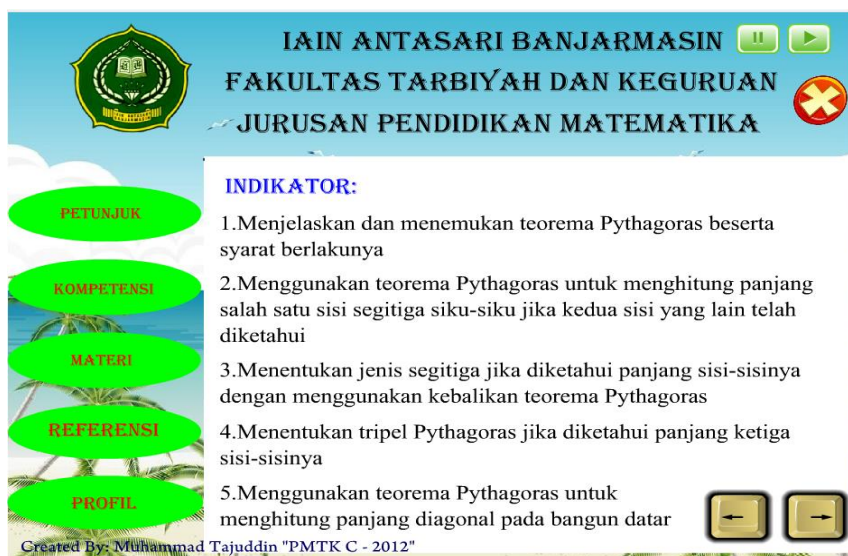 IAIN ANTASARI BANJARMASIN
FAKULTAS TARBIYAH DAN KEGURUAN
JURUSAN PENDIDIKAN MATEMATIKA
PETUNJUK
KOMPETENSI
MATERI
REFERENSI
PROFIL
INDIKATOR:
1.Menjelaskan dan menemukan teorema Pythagoras beserta
syarat berlakunya
2.Menggunakan teorema Pythagoras untuk menghitung panjang
salah satu sisi segitiga siku-siku jika kedua sisi yang lain telah
diketahui
3.Menentukan jenis segitiga jika diketahui panjang sisi-sisinya
dengan menggunakan kebalikan teorema Pythagoras
4.Menentukan tripel Pythagoras jika diketahui panjang ketiga
sisi-sisinya
5.Menggunakan teorema Pythagoras untuk
menghitung panjang diagonal pada bangun datar
Created By: Muhammad Tajuddin "PMTK C - 2012"